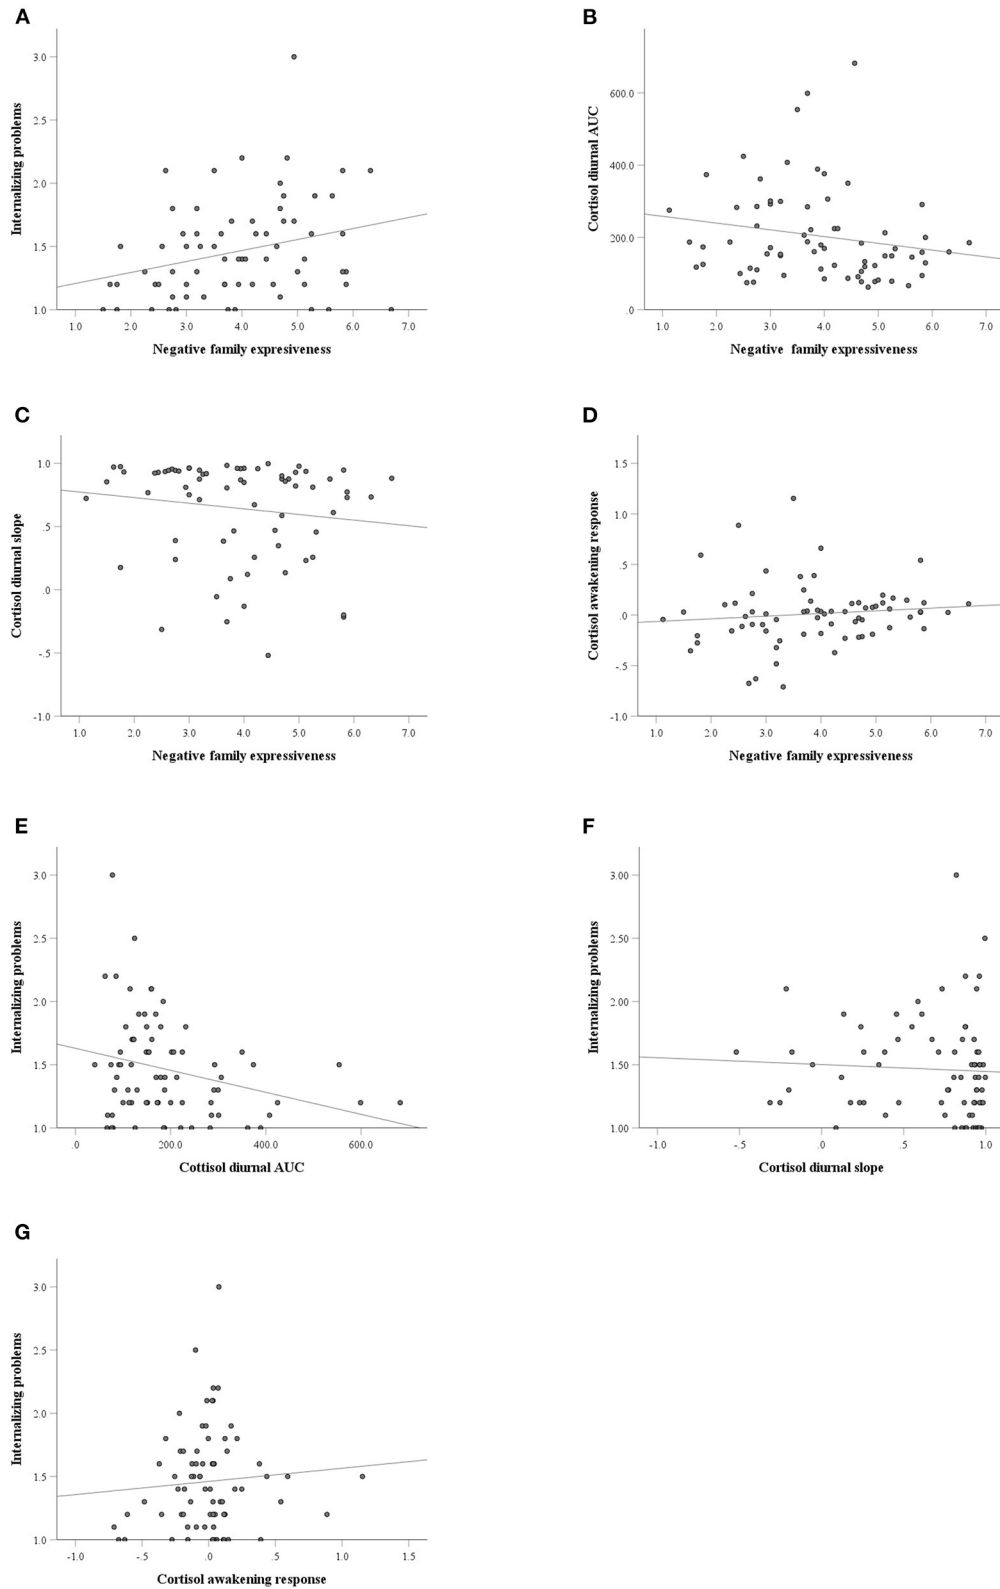 A
Internalizing problems
3.0
2.5
2.0
1.5
1.0
1.0 2.0 3.0 4.0 5.0 6.0 7.0
Negative family expresiveness
B
Cortisol diurnal AUC
600.0
400.0
200.0
.0
1.0 2.0 3.0 4.0 5.0 6.0 7.0
Negative family expressiveness
C
Cortisol diurnal slope
1.0
.5
.0
-.5
-1.0
1.0 2.0 3.0 4.0 5.0 6.0 7.0
Negative family expressiveness
D
Cortisol awakening response
1.5
1.0
.5
.0
-.5
-1.0
1.0 2.0 3.0 4.0 5.0 6.0 7.0
Negative family expressiveness
E
Internalizing problems
3.0
2.5
2.0
1.5
1.0
.0 200.0 400.0 600.0
Cottisol diurnal AUC
F
Internalizing problems
3.00
2.50
2.00
1.50
1.00
-1.0 -.5 .0 .5 1.0
Cortisol diurnal slope
G
Internalizing problems
3.0
2.5
2.0
1.5
1.0
-1.0 -.5 .0 .5 1.0 1.5
Cortisol awakening response